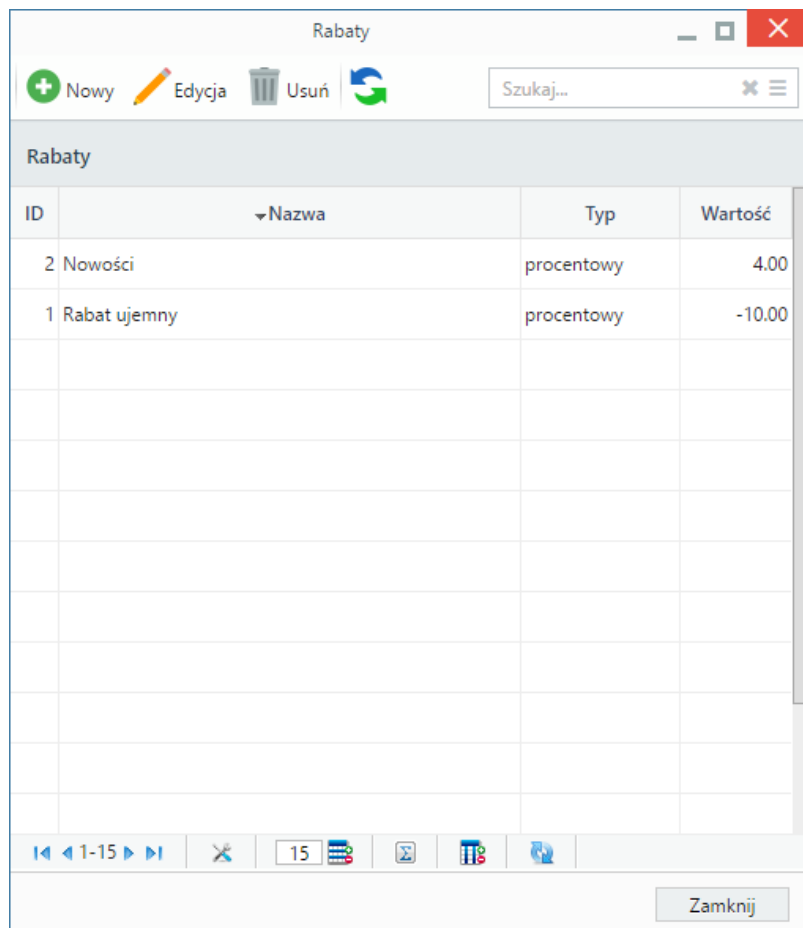 Rabaty
Nowy Edycja Usuń Szukaj...
Rabaty
ID Nazwa Typ Wartość
2 Nowości procentowy 4.00
1 Rabat ujemny procentowy -10.00
1-15 15 Σ
Zamknij